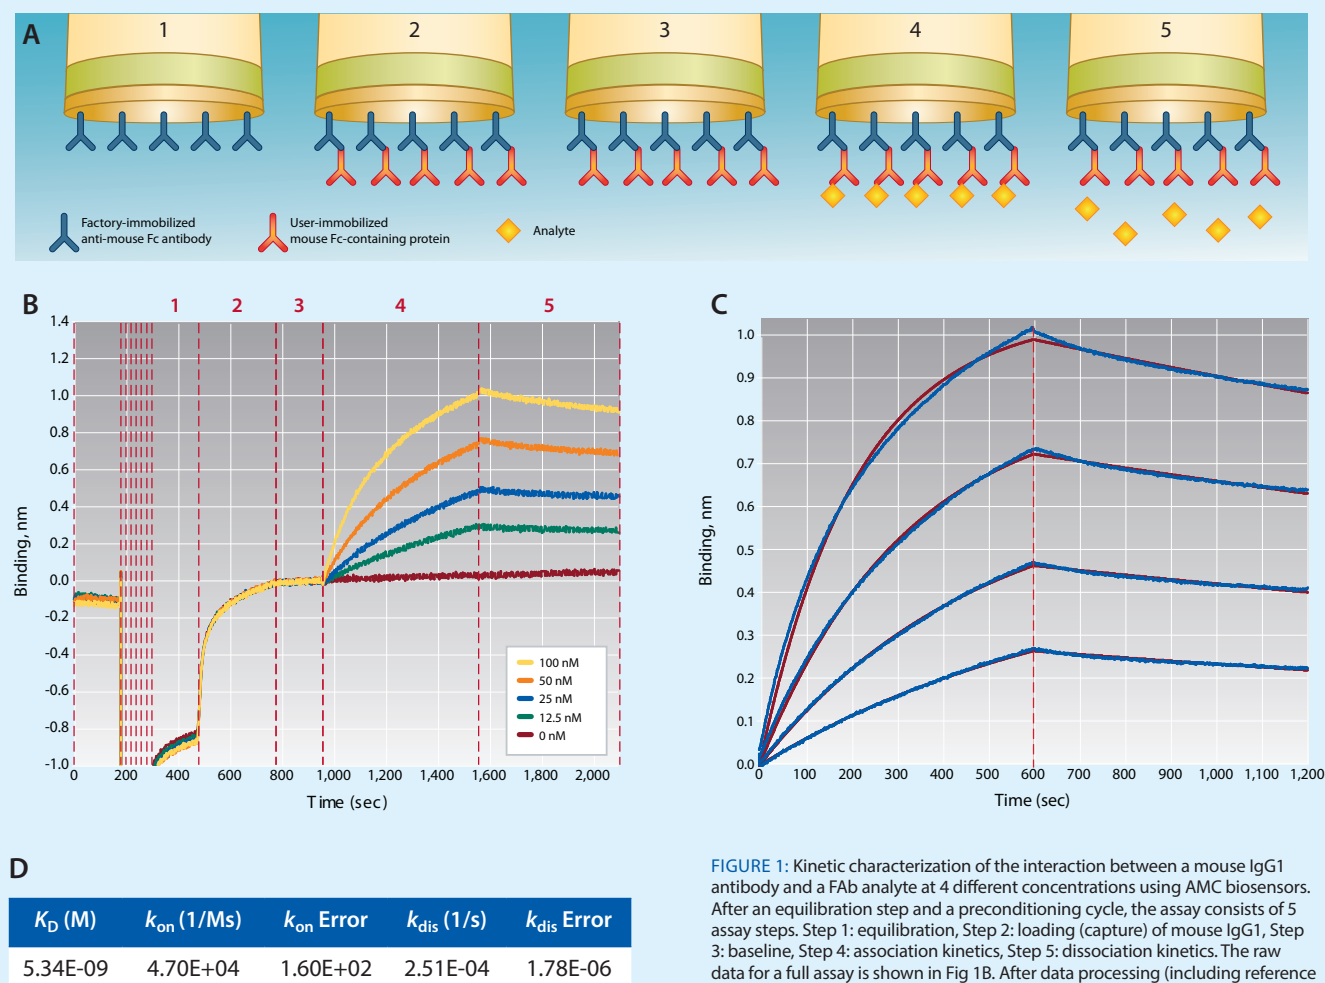 A
1 2 3 4 5
Factory-immobilized
anti-mouse Fc antibody
User-immobilized
mouse Fc-containing protein
Analyte
B
1 2 3 4 5
1.4
1.2
1.0
0.8
0.6
0.4
0.2
0.0
-0.2
-0.4
-0.6
-0.8
-1.0
Binding, nm
0 200 400 600 800 1,000 1,200 1,400 1,600 1,800 2,000
Time (sec)
100 nM
50 nM
25 nM
12.5 nM
0 nM
C
1.0
0.9
0.8
0.7
0.6
0.5
0.4
0.3
0.2
0.1
0.0
Binding, nm
0 100 200 300 400 500 600 700 800 900 1,000 1,100 1,200
Time (sec)
D
KD (M) kon (1/Ms) kon Error kdis (1/s) kdis Error
5.34E-09 4.70E+04 1.60E+02 2.51E-04 1.78E-06
FIGURE 1: Kinetic characterization of the interaction between a mouse IgG1
antibody and a FAb analyte at 4 different concentrations using AMC biosensors.
After an equilibration step and a preconditioning cycle, the assay consists of 5
assay steps. Step 1: equilibration, Step 2: loading (capture) of mouse IgG1, Step
3: baseline, Step 4: association kinetics, Step 5: dissociation kinetics. The raw
data for a full assay is shown in Fig 1B. After data processing (including reference